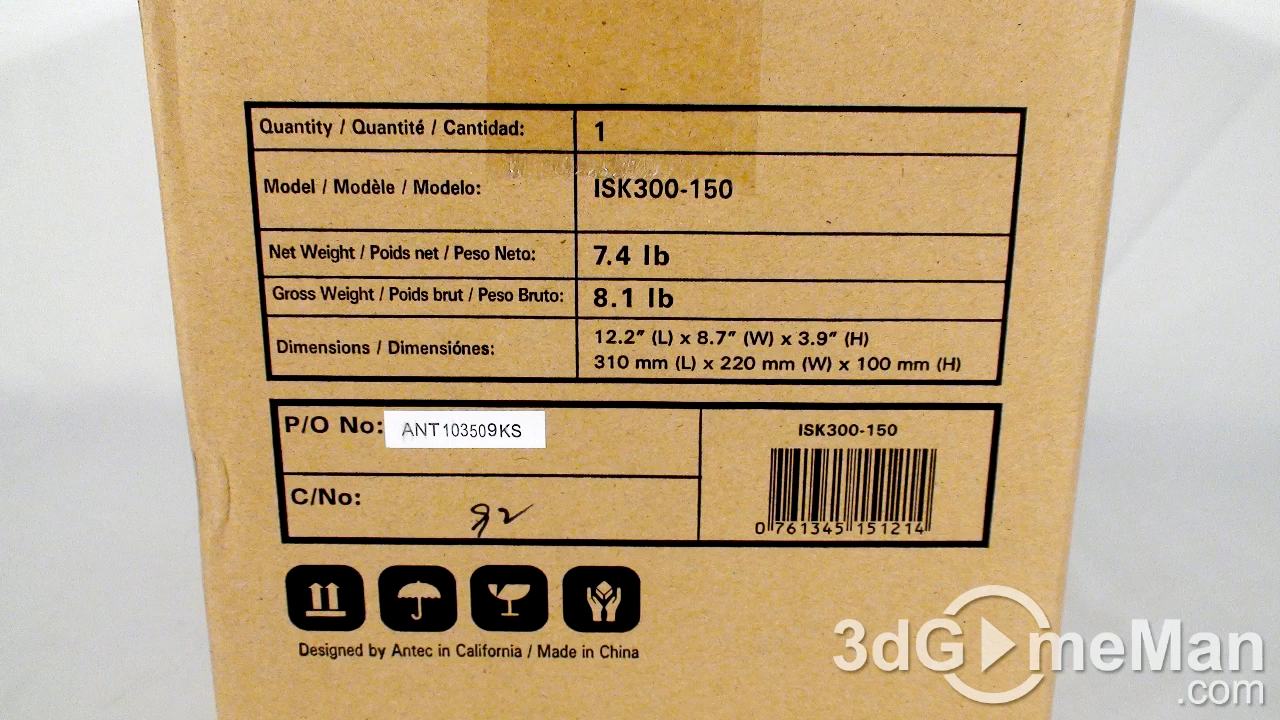 Quantity / Quantité / Cantidad: 1
Model / Modèle / Modelo: ISK300-150
Net Weight / Poids net / Peso Neto: 7.4 lb
Gross Weight / Poids brut / Peso Bruto: 8.1 lb
Dimensions / Dimensiónes:
12.2" (L) x 8.7" (W) x 3.9" (H)
310 mm (L) x 220 mm (W) x 100 mm (H)
P/O No: ANT103509KS
C/No:
92
ISK300-150
0 761345 151214
Designed by Antec in California / Made in China
3dGameMan
.com